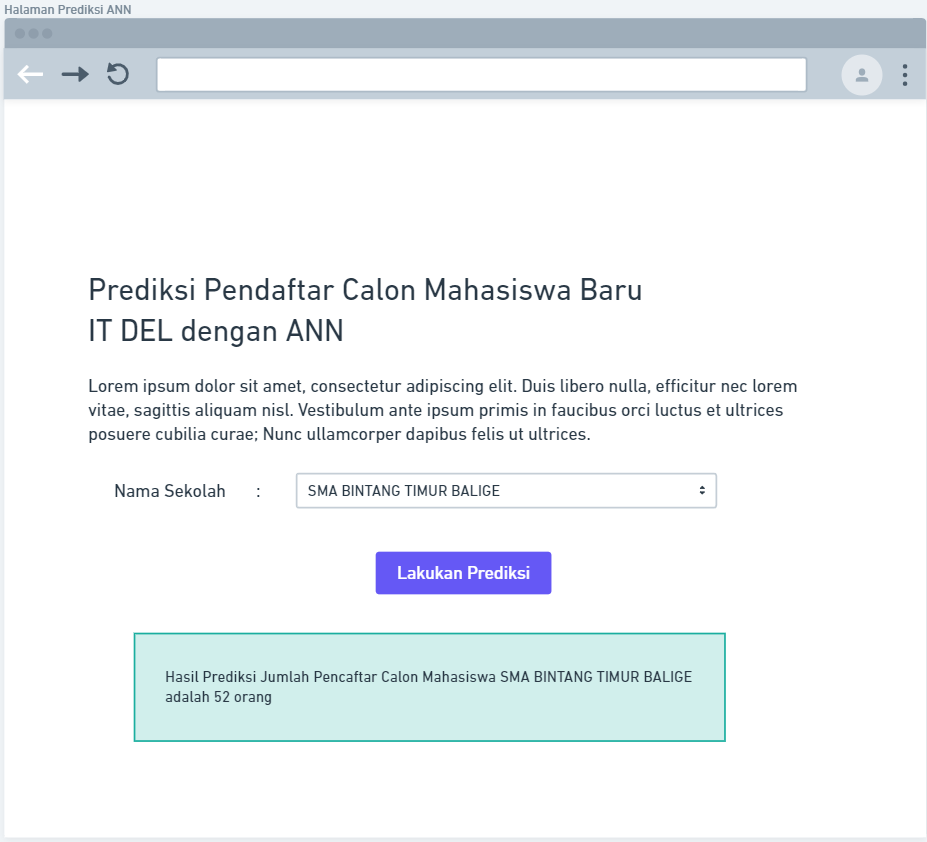 Halaman Prediksi ANN
Prediksi Pendaftar Calon Mahasiswa Baru
IT DEL dengan ANN
Lorem ipsum dolor sit amet, consectetur adipiscing elit. Duis libero nulla, efficitur nec lorem
vitae, sagittis aliquam nisl. Vestibulum ante ipsum primis in faucibus orci luctus et ultrices
posuere cubilia curae; Nunc ullamcorper dapibus felis ut ultrices.
Nama Sekolah : SMA BINTANG TIMUR BALIGE
Lakukan Prediksi
Hasil Prediksi Jumlah Pencaftar Calon Mahasiswa SMA BINTANG TIMUR BALIGE
adalah 52 orang